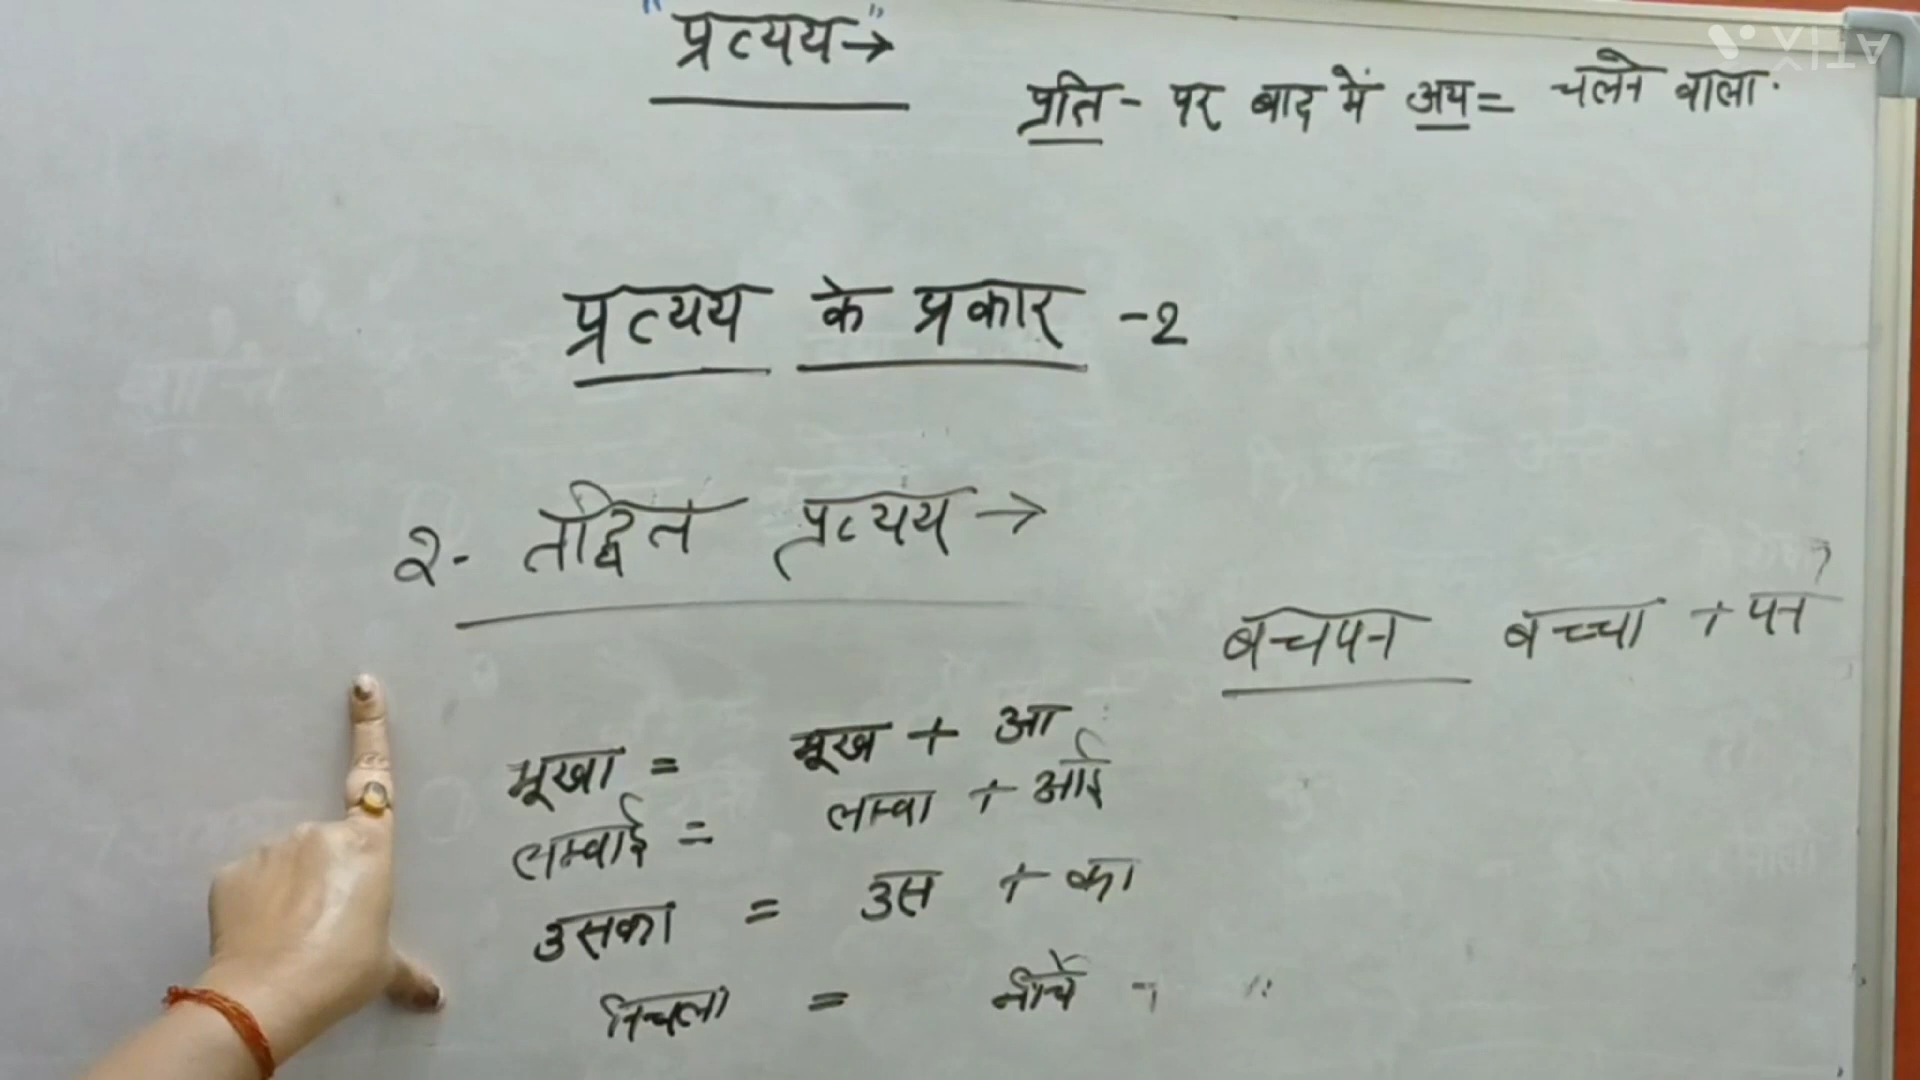 "प्रत्यय" →
प्रति - पर बाद में अय = चलने वाला.
प्रत्यय के प्रकार -2
2- तद्धित प्रत्यय →
बचपन बच्चा + पन
भूखा = भूख + आ
लम्बाई = लम्बा + आई
उसका = उस + का
निचला = नीचे
VIXTA